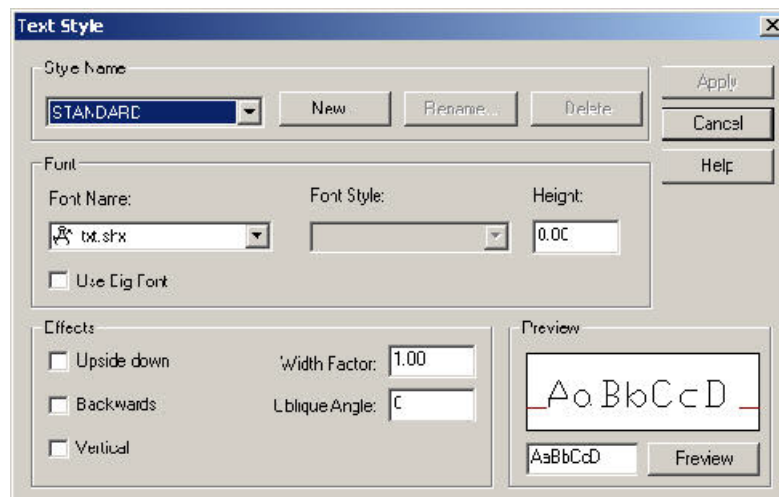 Text Style
Style Name
STANDARD
New
Rename...
Delete
Apply
Cancel
Help
Font
Font Name:
Font Style:
Height:
txt.shx
0.00
Use Big Font
Effects
Upside down
Width Factor: 1.00
Backwards
Oblique Angle: 0
Vertical
Preview
AaBbCcD
AaBbCcD
Preview